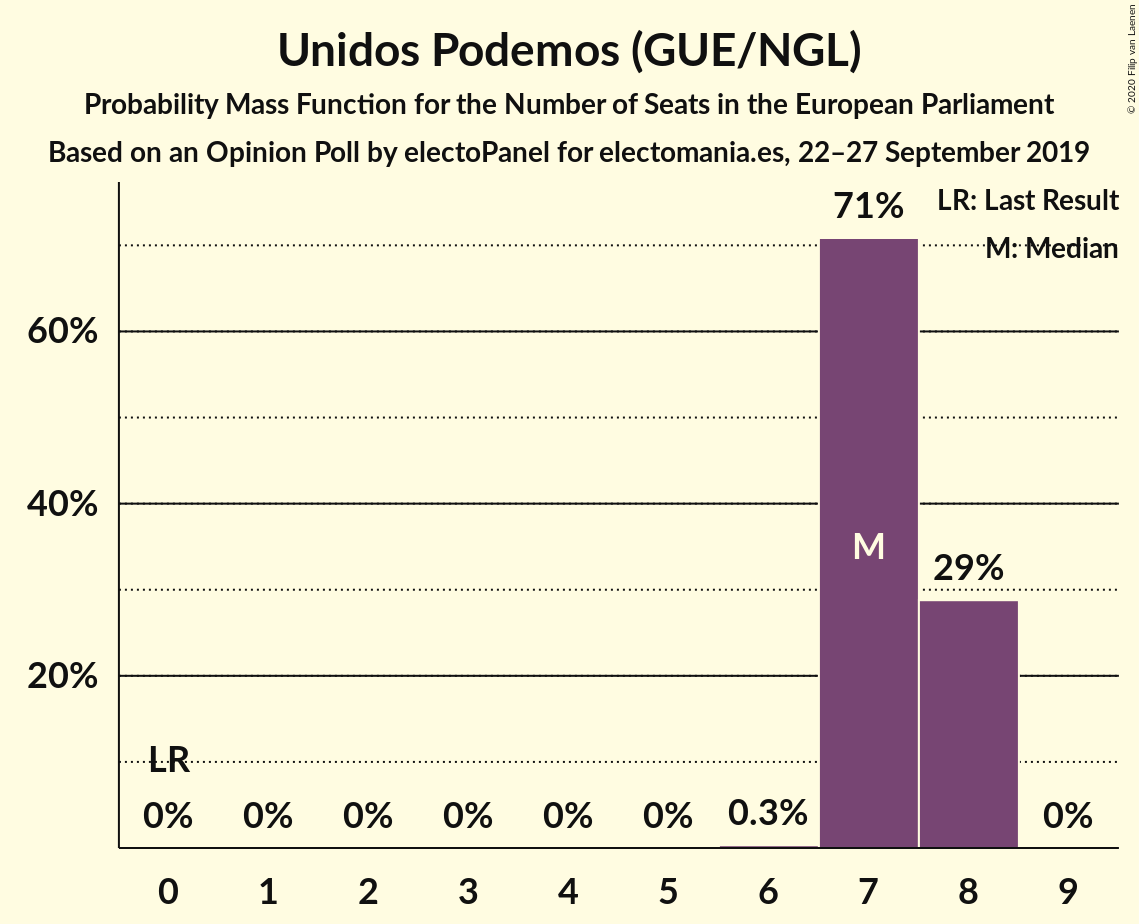 Unidos Podemos (GUE/NGL)
Probability Mass Function for the Number of Seats in the European Parliament
Based on an Opinion Poll by electoPanel for electomania.es, 22–27 September 2019
© 2020 Filip van Laenen
LR: Last Result
M: Median
71%
60%
40%
M
29%
20%
LR
0% 0% 0% 0% 0% 0% 0.3% 0%
0 1 2 3 4 5 6 7 8 9